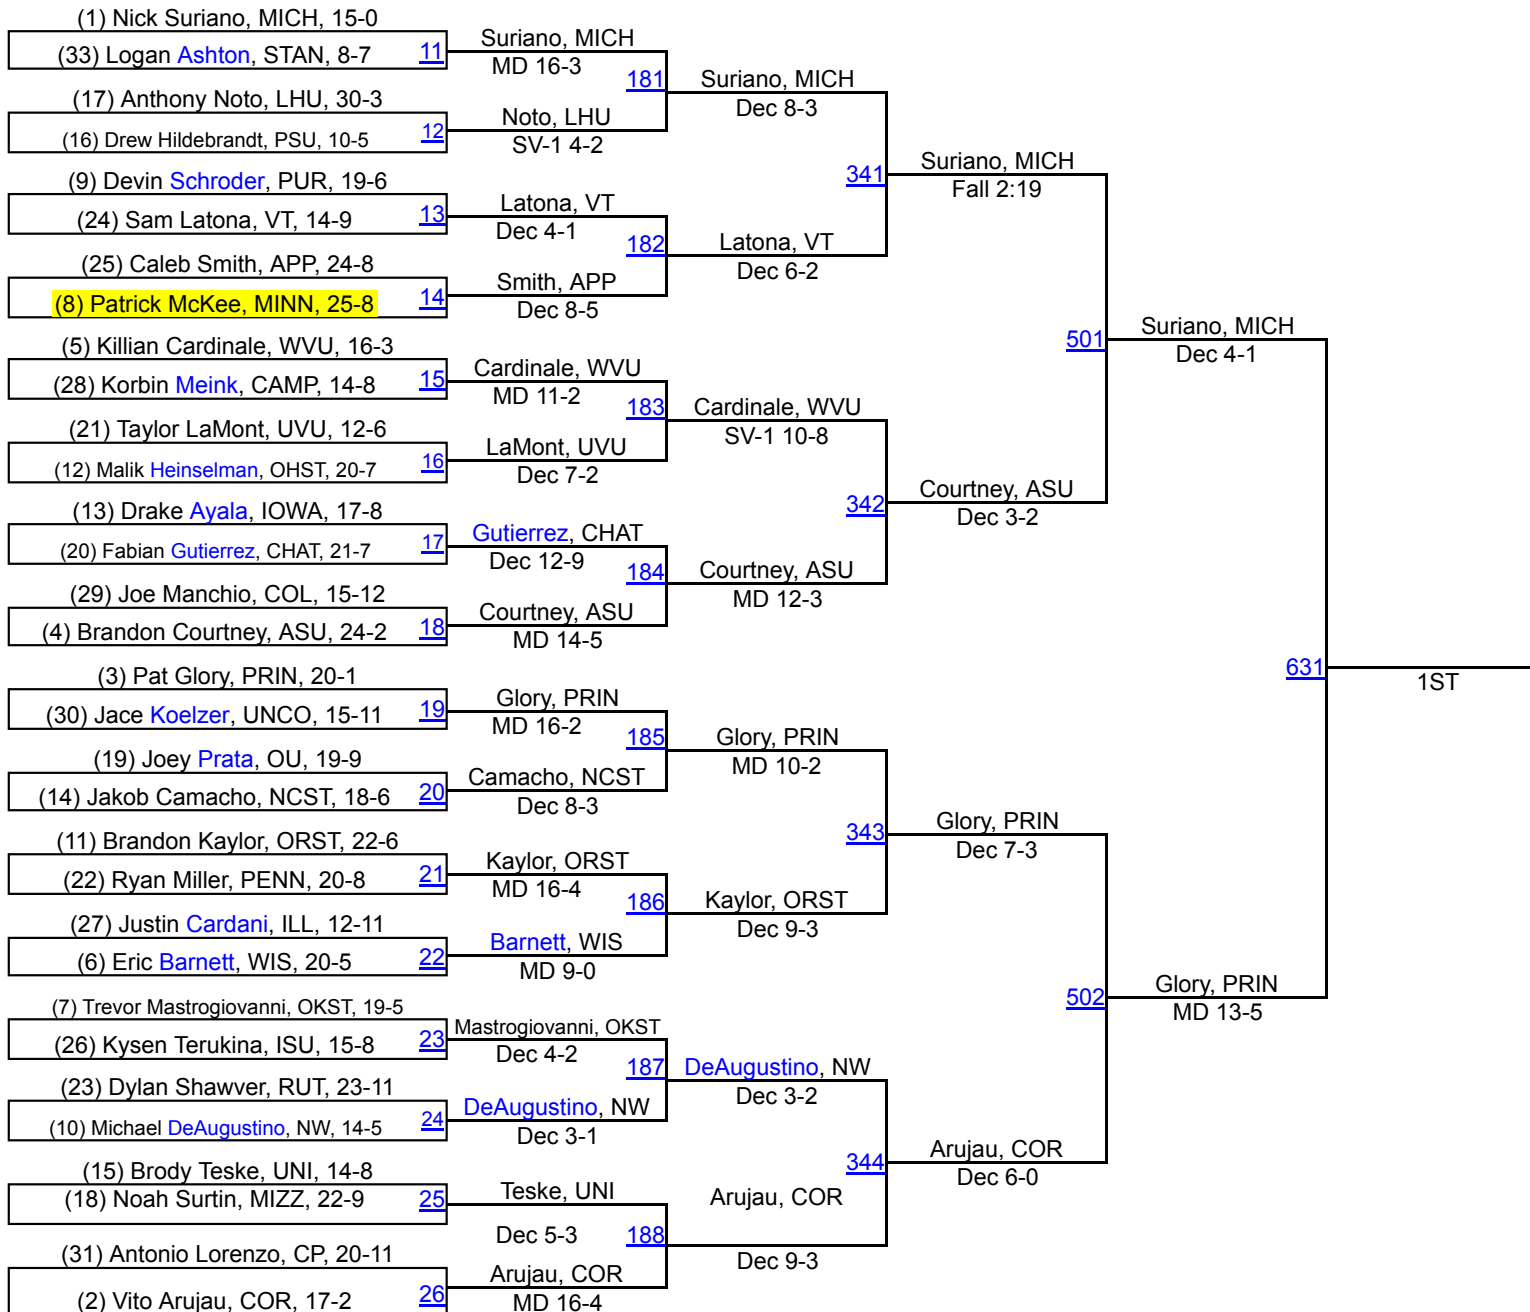 (1) Nick Suriano, MICH, 15-0
(33) Logan Ashton, STAN, 8-7
11
(17) Anthony Noto, LHU, 30-3
(16) Drew Hildebrandt, PSU, 10-5
12
(9) Devin Schroder, PUR, 19-6
(24) Sam Latona, VT, 14-9
13
(25) Caleb Smith, APP, 24-8
(8) Patrick McKee, MINN, 25-8
14
(5) Killian Cardinale, WVU, 16-3
(28) Korbin Meink, CAMP, 14-8
15
(21) Taylor LaMont, UVU, 12-6
(12) Malik Heinselman, OHST, 20-7
16
(13) Drake Ayala, IOWA, 17-8
(20) Fabian Gutierrez, CHAT, 21-7
17
(29) Joe Manchio, COL, 15-12
(4) Brandon Courtney, ASU, 24-2
18
(3) Pat Glory, PRIN, 20-1
(30) Jace Koelzer, UNCO, 15-11
19
(19) Joey Prata, OU, 19-9
(14) Jakob Camacho, NCST, 18-6
20
(11) Brandon Kaylor, ORST, 22-6
(22) Ryan Miller, PENN, 20-8
21
(27) Justin Cardani, ILL, 12-11
(6) Eric Barnett, WIS, 20-5
22
(7) Trevor Mastrogiovanni, OKST, 19-5
(26) Kysen Terukina, ISU, 15-8
23
(23) Dylan Shawver, RUT, 23-11
(10) Michael DeAugustino, NW, 14-5
24
(15) Brody Teske, UNI, 14-8
(18) Noah Surtin, MIZZ, 22-9
25
(31) Antonio Lorenzo, CP, 20-11
(2) Vito Arujau, COR, 17-2
26
Suriano, MICH
MD 16-3
181
Noto, LHU
SV-1 4-2
Latona, VT
Dec 4-1
182
Smith, APP
Dec 8-5
Cardinale, WVU
MD 11-2
183
LaMont, UVU
Dec 7-2
Gutierrez, CHAT
Dec 12-9
184
Courtney, ASU
MD 14-5
Glory, PRIN
MD 16-2
185
Camacho, NCST
Dec 8-3
Kaylor, ORST
MD 16-4
186
Barnett, WIS
MD 9-0
Mastrogiovanni, OKST
Dec 4-2
187
DeAugustino, NW
Dec 3-1
Teske, UNI
Dec 5-3
188
Arujau, COR
MD 16-4
Suriano, MICH
Dec 8-3
341
Latona, VT
Dec 6-2
Cardinale, WVU
SV-1 10-8
342
Courtney, ASU
MD 12-3
Glory, PRIN
MD 10-2
343
Kaylor, ORST
Dec 9-3
DeAugustino, NW
Dec 3-2
344
Arujau, COR
Dec 9-3
Suriano, MICH
Fall 2:19
501
Courtney, ASU
Dec 3-2
Glory, PRIN
Dec 7-3
502
Arujau, COR
Dec 6-0
Suriano, MICH
Dec 4-1
631
Glory, PRIN
MD 13-5
1ST